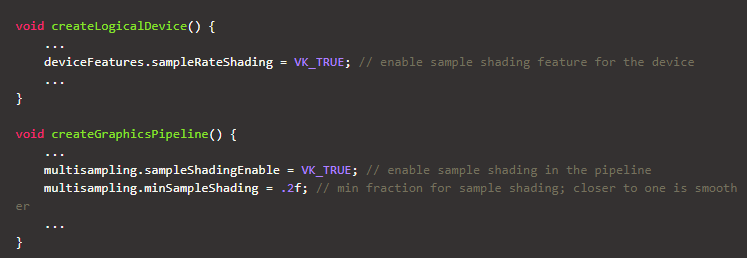 void createLogicalDevice() {
    ...
    deviceFeatures.sampleRateShading = VK_TRUE; // enable sample shading feature for the device
    ...
}

void createGraphicsPipeline() {
    ...
    multisampling.sampleShadingEnable = VK_TRUE; // enable sample shading in the pipeline
    multisampling.minSampleShading = .2f; // min fraction for sample shading; closer to one is smooth
er
    ...
}